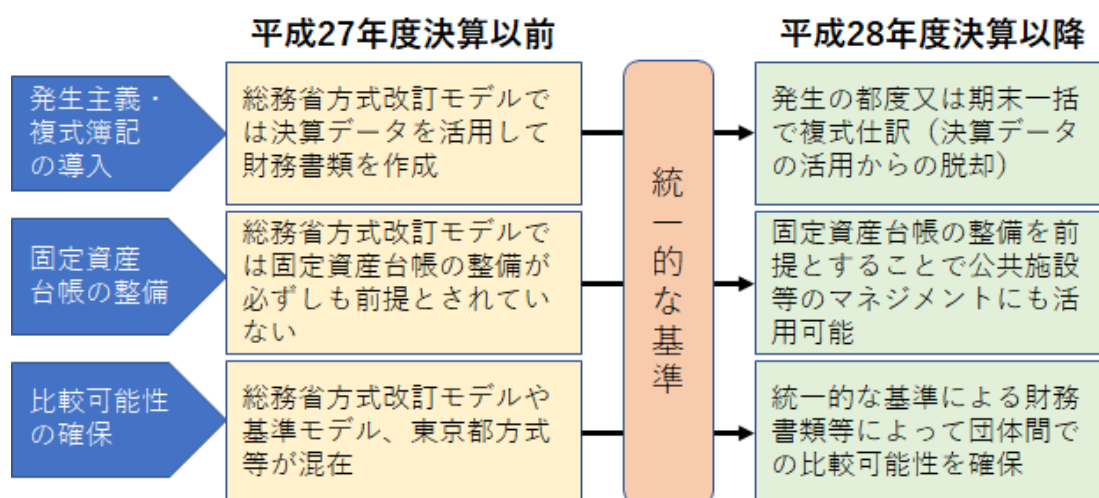 平成27年度決算以前
平成28年度決算以降
発生主義・
複式簿記
の導入
総務省方式改訂モデルで
は決算データを活用して
財務書類を作成
統一的な基準
発生の都度又は期末一括
で複式仕訳（決算データ
の活用からの脱却）
固定資産
台帳の整備
総務省方式改訂モデルで
は固定資産台帳の整備が
必ずしも前提とされてい
ない
固定資産台帳の整備を前
提とすることで公共施設
等のマネジメントにも活
用可能
比較可能性
の確保
総務省方式改訂モデルや
基準モデル、東京都方式
等が混在
統一的な基準による財務
書類等によって団体間で
の比較可能性を確保